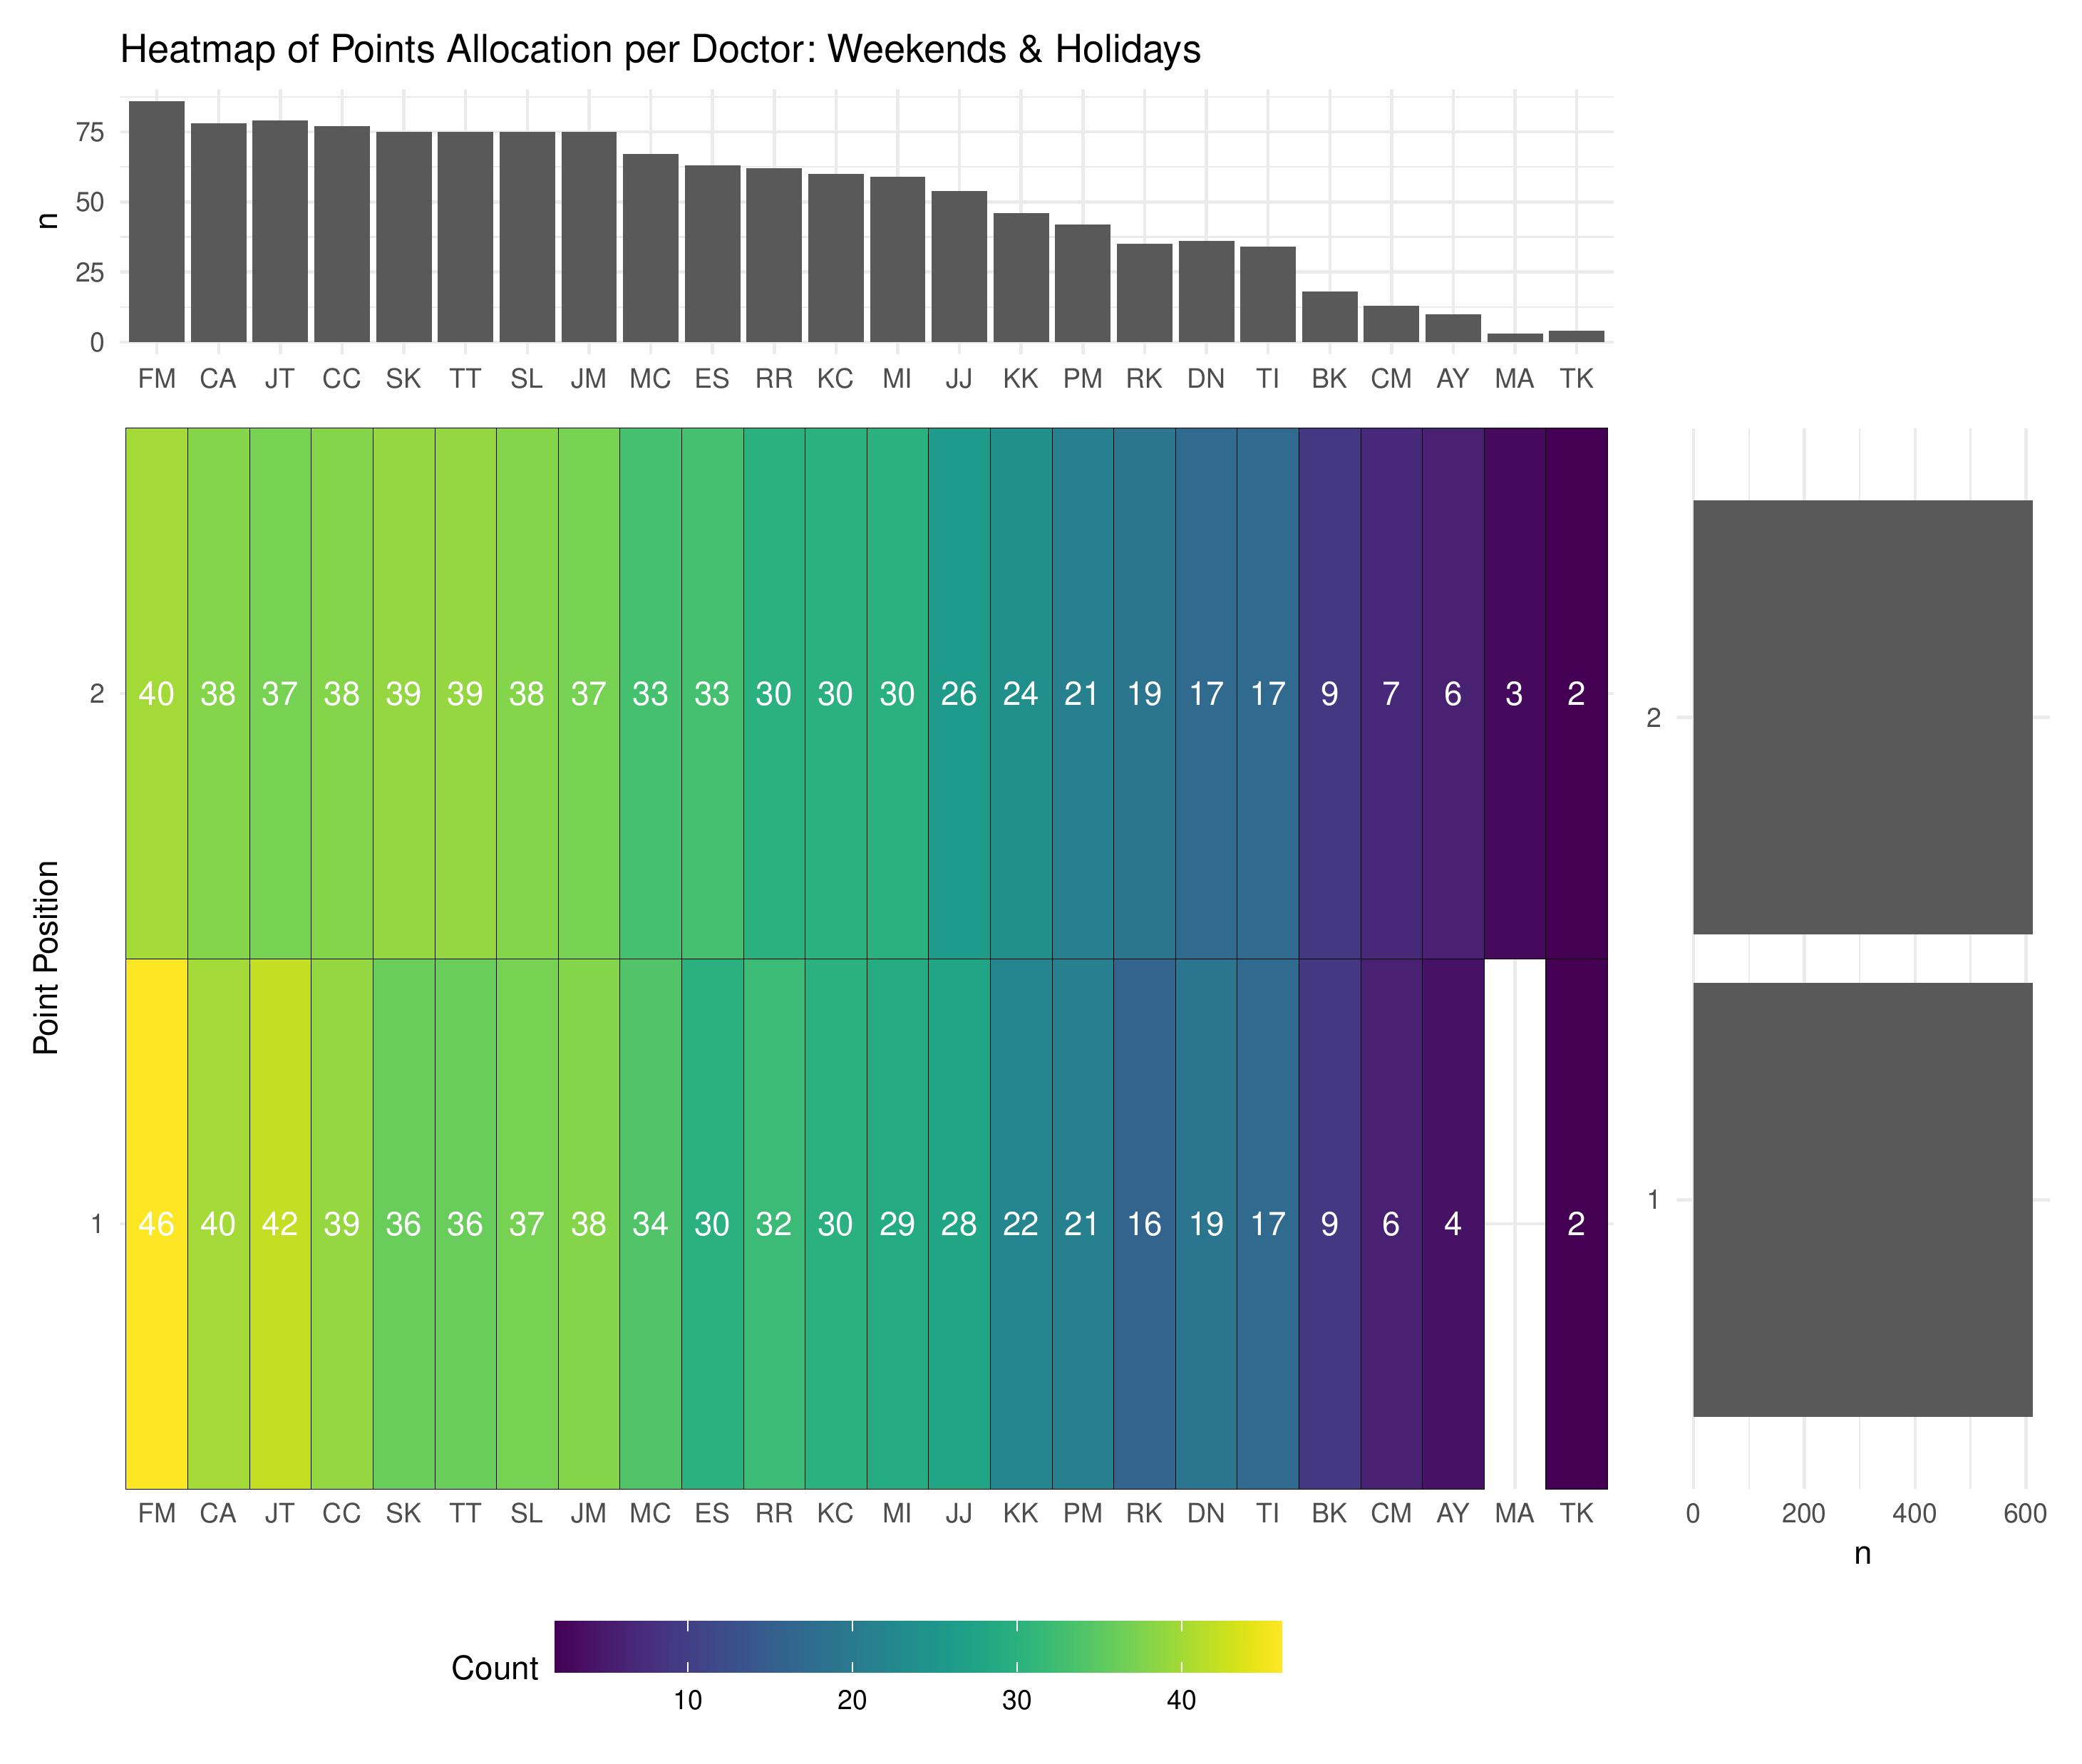 Heatmap of Points Allocation per Doctor: Weekends & Holidays
n
75
50
25
0
FM CA JT CC SK TT SL JM MC ES RR KC MI JJ KK PM RK DN TI BK CM AY MA TK
Point Position
2
40 38 37 38 39 39 38 37 33 33 30 30 30 26 24 21 19 17 17 9 7 6 3 2
1
46 40 42 39 36 36 37 38 34 30 32 30 29 28 22 21 16 19 17 9 6 4 2
FM CA JT CC SK TT SL JM MC ES RR KC MI JJ KK PM RK DN TI BK CM AY MA TK
2
1
0 200 400 600
n
Count
10 20 30 40